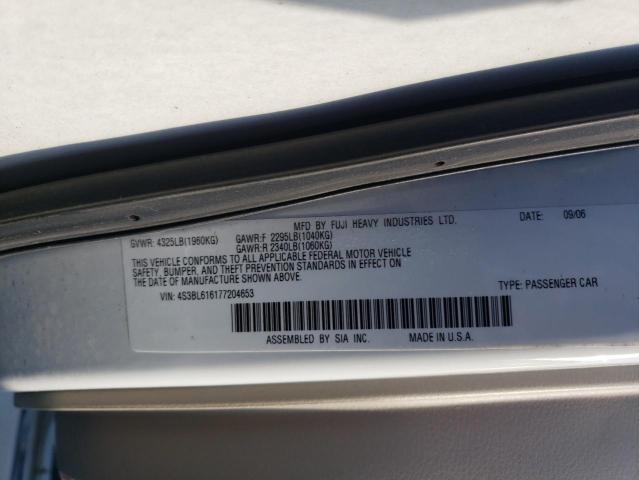 MFD BY FUJI HEAVY INDUSTRIES LTD. DATE: 09/06
GVWR: 4325LB(1960KG) GAWR:F 2295LB(1040KG)
GAWR:R 2340LB(1060KG)
THIS VEHICLE CONFORMS TO ALL APPLICABLE FEDERAL MOTOR VEHICLE
SAFETY, BUMPER, AND THEFT PREVENTION STANDARDS IN EFFECT ON
THE DATE OF MANUFACTURE SHOWN ABOVE.
VIN: 4S3BL616177204653 TYPE: PASSENGER CAR
ASSEMBLED BY SIA INC. MADE IN U.S.A.